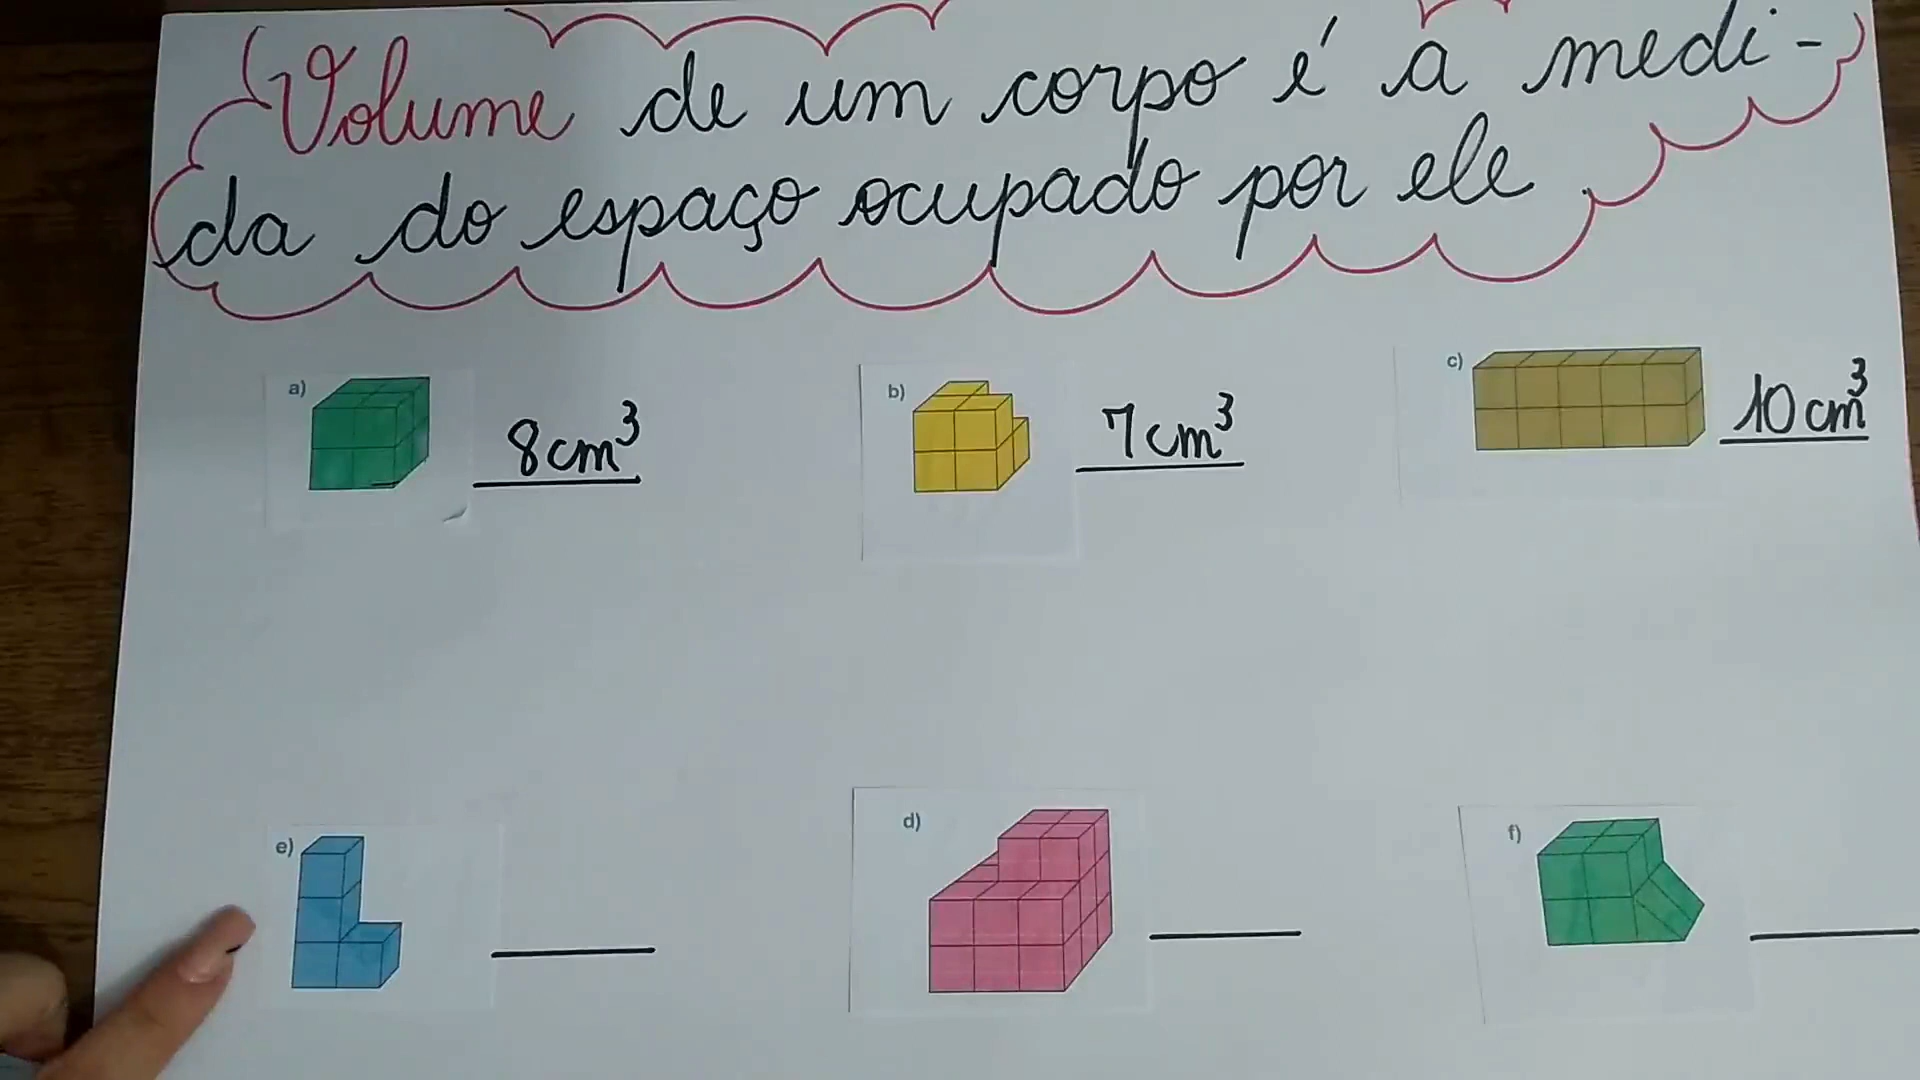 Volume de um corpo é a medi-
da do espaço ocupado por ele.
a) 8cm³
b) 7cm³
c) 10cm³
e)
d)
f)